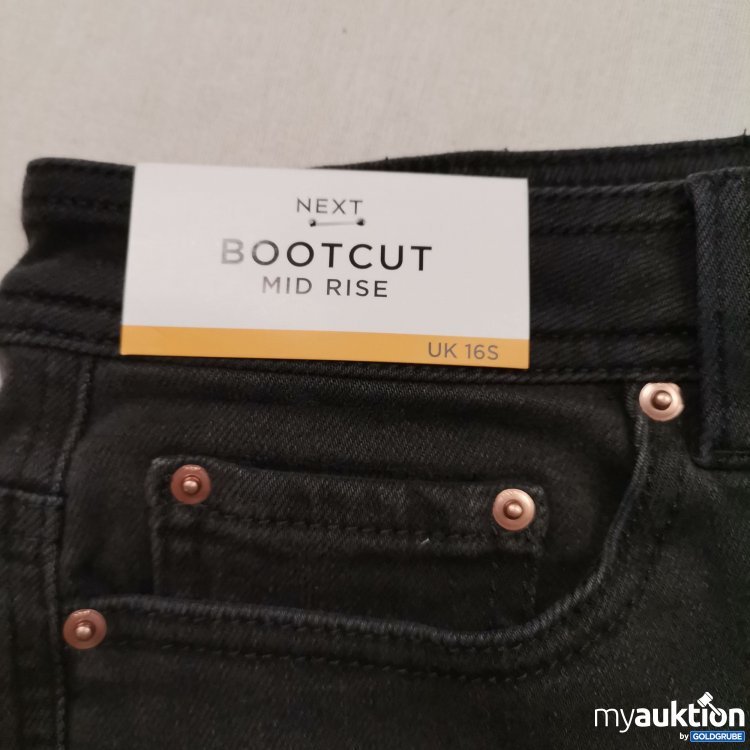 NEXT
BOOTCUT
MID RISE
UK 16S
myauktion
by GOLDGRUBE